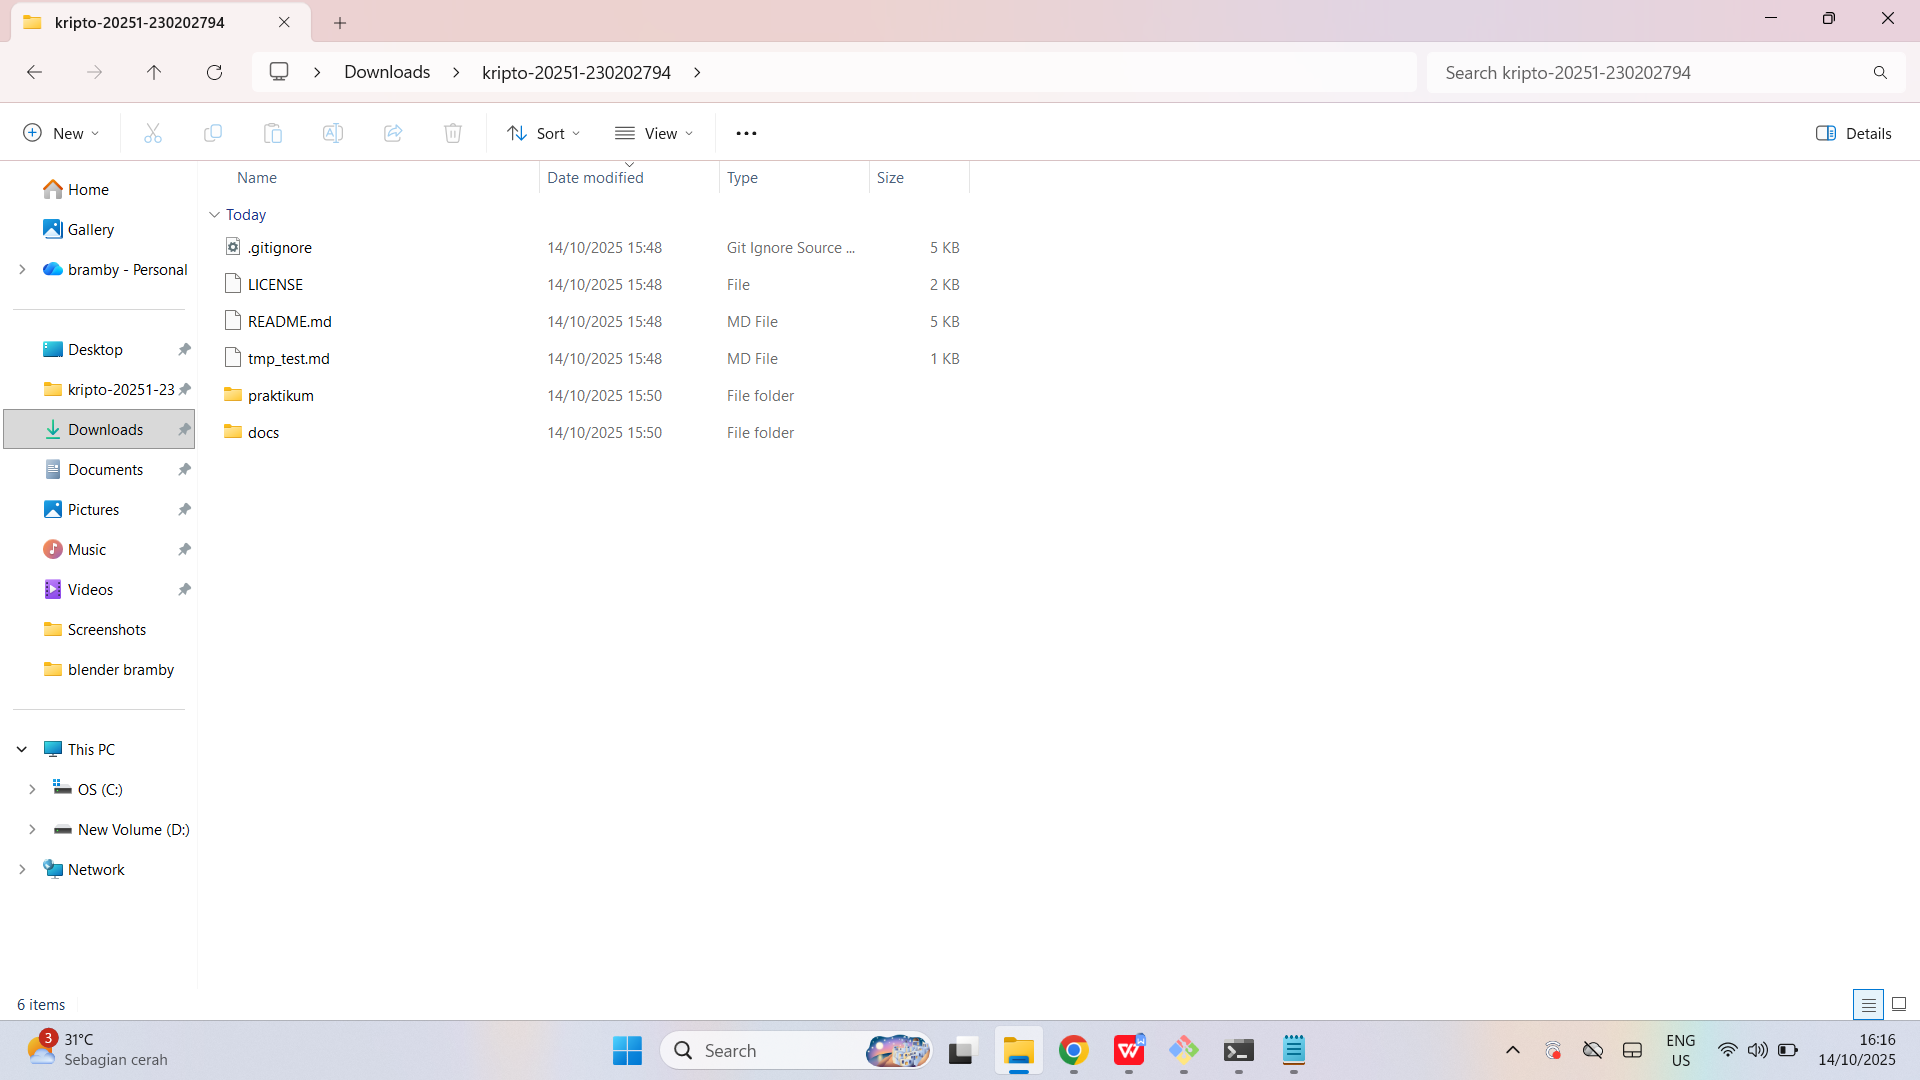 kripto-20251-230202794
Downloads
kripto-20251-230202794
Search kripto-20251-230202794
New
Sort
View
Details
Name
Date modified
Type
Size
Today
.gitignore 14/10/2025 15:48 Git Ignore Source ... 5 KB
LICENSE 14/10/2025 15:48 File 2 KB
README.md 14/10/2025 15:48 MD File 5 KB
tmp_test.md 14/10/2025 15:48 MD File 1 KB
praktikum 14/10/2025 15:50 File folder
docs 14/10/2025 15:50 File folder
Home
Gallery
bramby - Personal
Desktop
kripto-20251-23
Downloads
Documents
Pictures
Music
Videos
Screenshots
blender bramby
This PC
OS (C:)
New Volume (D:)
Network
6 items
3
31°C
Sebagian cerah
Search
W
ENG
US
16:16
14/10/2025